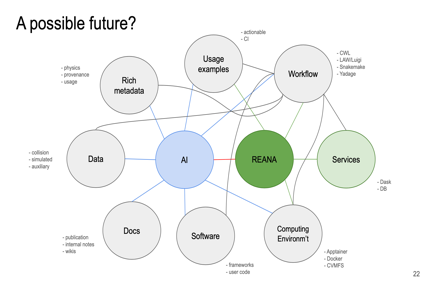 A possible future?
- actionable
- CI
Usage
examples
- CWL
- LAW/Luigi
- Snakemake
- Yadage
Workflow
- physics
- provenance
- usage
Rich
metadata
- collision
- simulated
- auxiliary
Data
AI
REANA
Services
- Dask
- DB
- publication
- internal notes
- wikis
Docs
Software
- frameworks
- user code
Computing
Environm't
- Apptainer
- Docker
- CVMFS
22